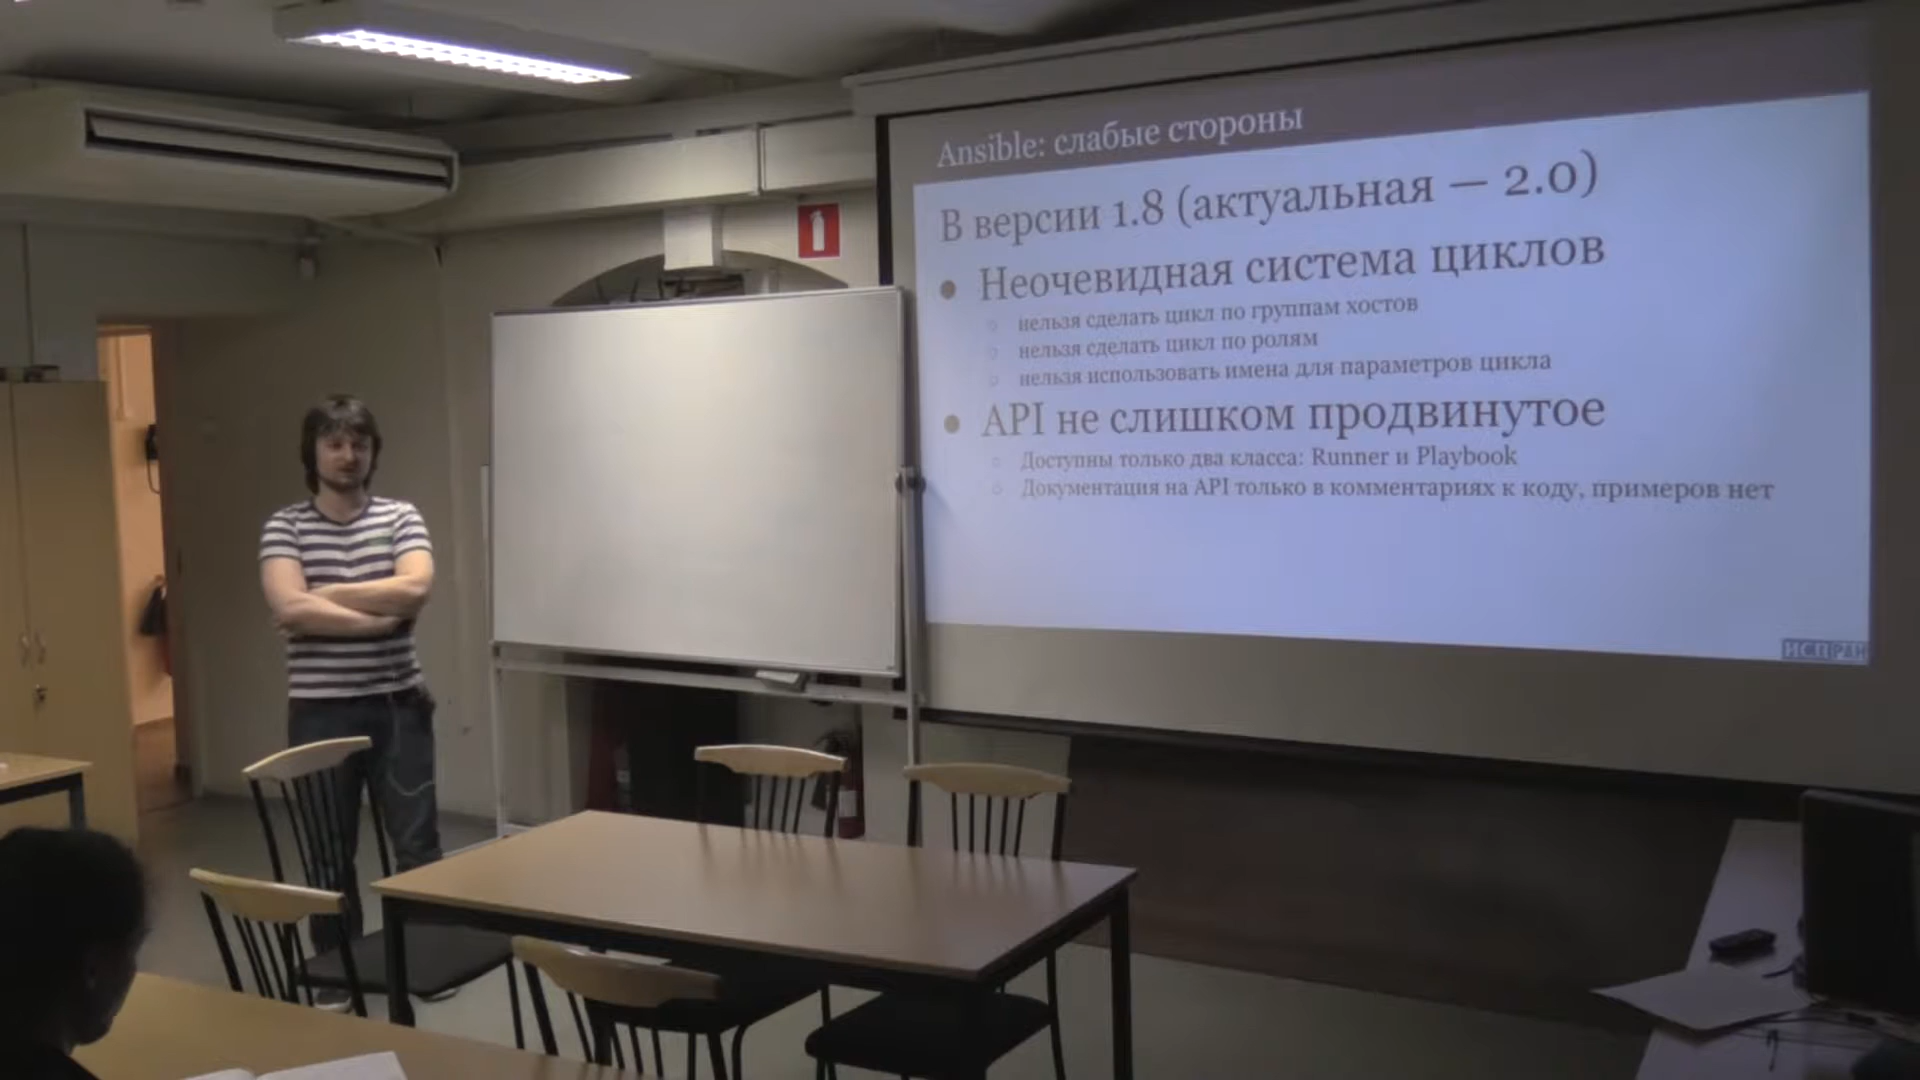 Ansible: слабые стороны
В версии 1.8 (актуальная — 2.0)
Неочевидная система циклов
нельзя сделать цикл по группам хостов
нельзя сделать цикл по ролям
нельзя использовать имена для параметров цикла
API не слишком продвинутое
Доступны только два класса: Runner и Playbook
Документация на API только в комментариях к коду, примеров нет
ИСПРАН